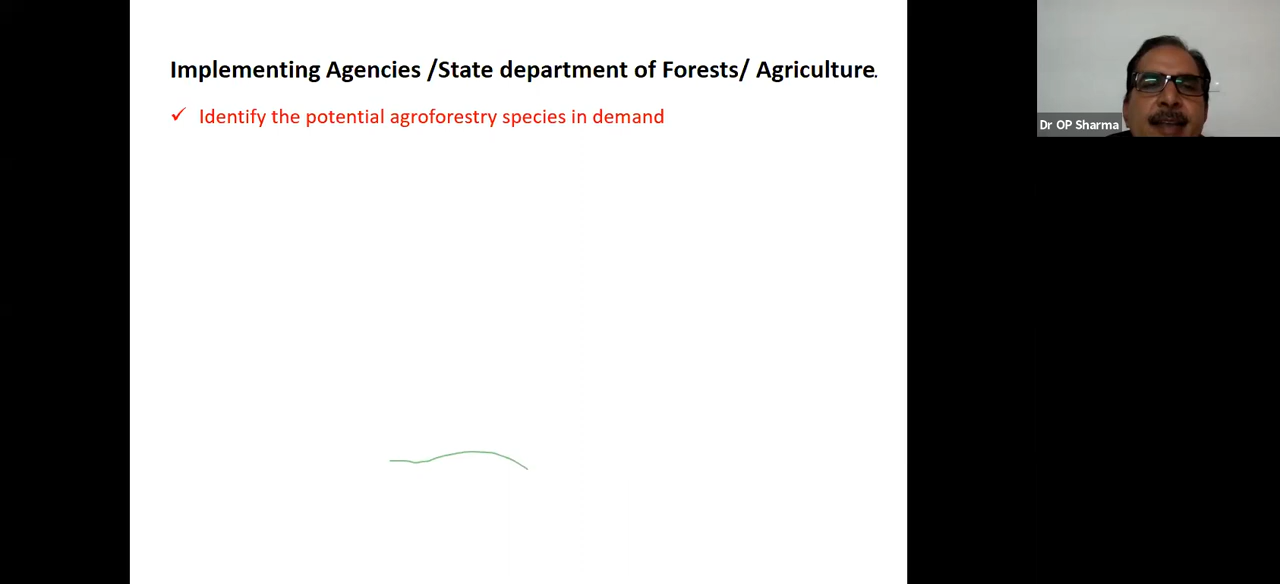 Implementing Agencies /State department of Forests/ Agriculture.
✓ Identify the potential agroforestry species in demand
Dr OP Sharma